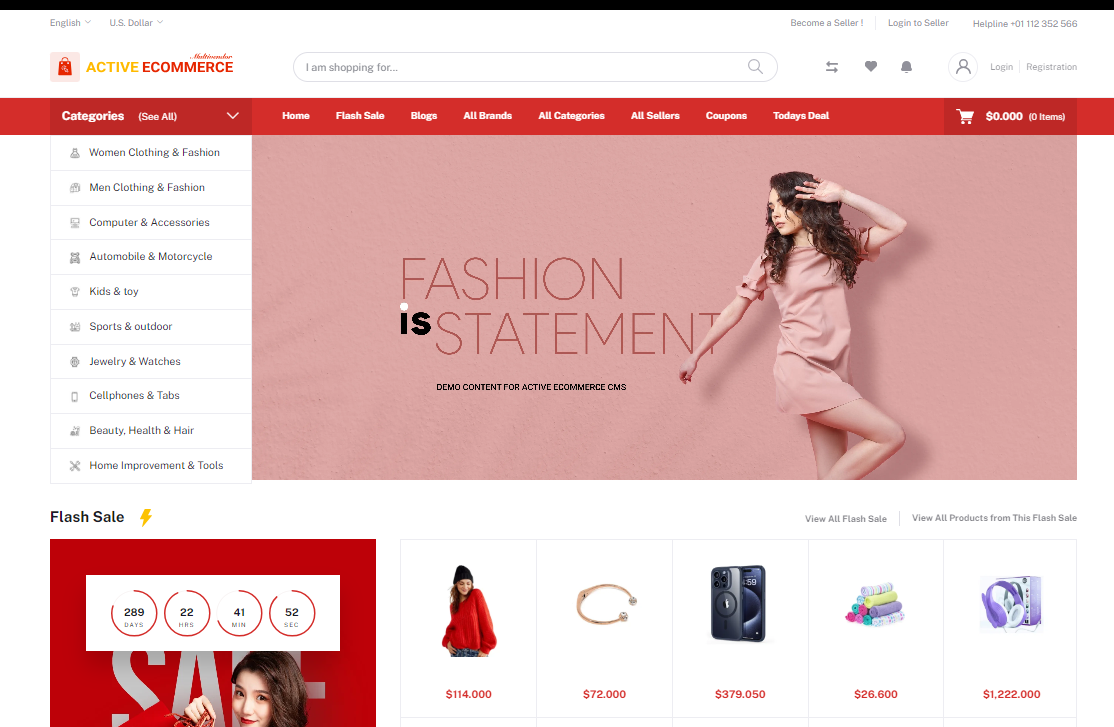 English
U.S. Dollar
Become a Seller !
Login to Seller
Helpline +01 112 352 566
Multivendor
ACTIVE ECOMMERCE
I am shopping for...
Login
Registration
Categories (See All)
Home
Flash Sale
Blogs
All Brands
All Categories
All Sellers
Coupons
Todays Deal
$0.000 (0 Items)
Women Clothing & Fashion
Men Clothing & Fashion
Computer & Accessories
Automobile & Motorcycle
Kids & toy
Sports & outdoor
Jewelry & Watches
Cellphones & Tabs
Beauty, Health & Hair
Home Improvement & Tools
FASHION
is STATEMENT
DEMO CONTENT FOR ACTIVE ECOMMERCE CMS
Flash Sale
View All Flash Sale
View All Products from This Flash Sale
289 22 41 52
DAYS HRS MIN SEC
SALE
:59
$114.000
$72.000
$379.050
$26.600
$1,222.000